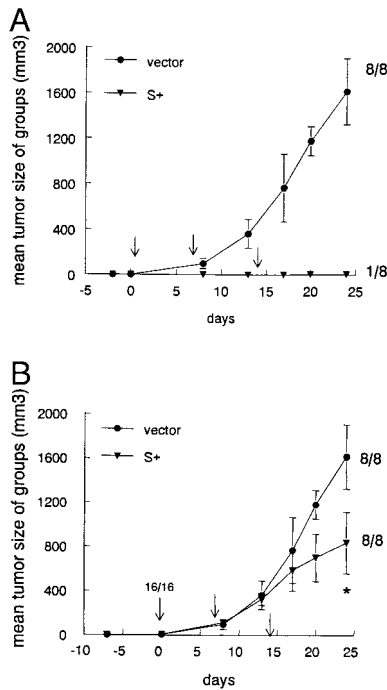 A
mean tumor size of groups (mm3)
2000
1600
1200
800
400
0
vector
S+
8/8
1/8
-5 0 5 10 15 20 25
days
B
mean tumor size of groups (mm3)
2000
1600
1200
800
400
0
vector
S+
16/16
8/8
8/8
*
-10 -5 0 5 10 15 20 25
days